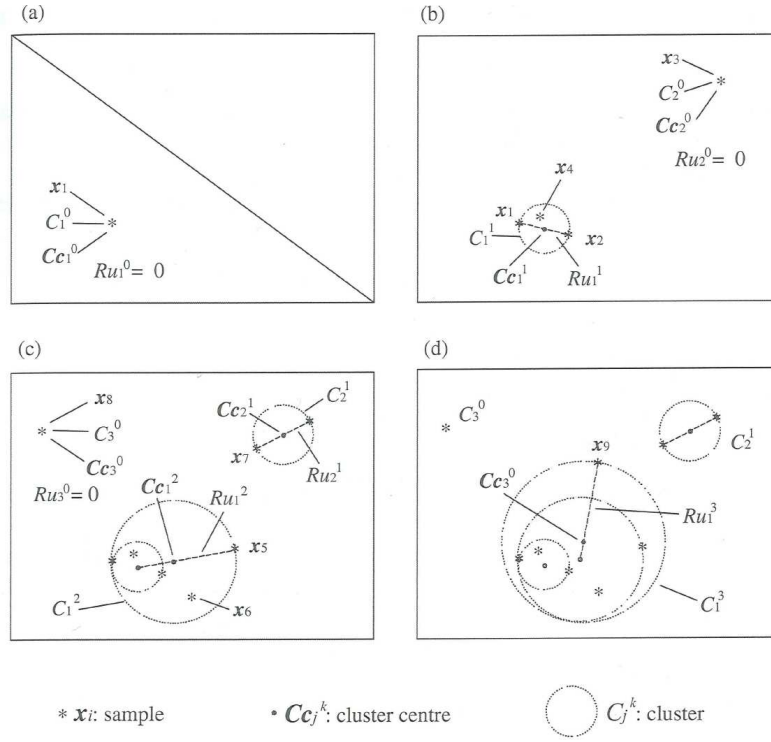 (a)
x1
C1^0
Cc1^0
Ru1^0 = 0
(b)
x3
C2^0
Cc2^0
Ru2^0 = 0
x4
x1
x2
C1^1
Cc1^1
Ru1^1
(c)
x8
C3^0
Cc3^0
Ru3^0 = 0
Cc2^1
C2^1
x7
Ru2^1
Cc1^2
Ru1^2
x5
x6
C1^2
(d)
C3^0
x9
C2^1
Cc3^0
Ru1^3
C1^3
* xi: sample
• Ccj^k: cluster centre
Cj^k: cluster